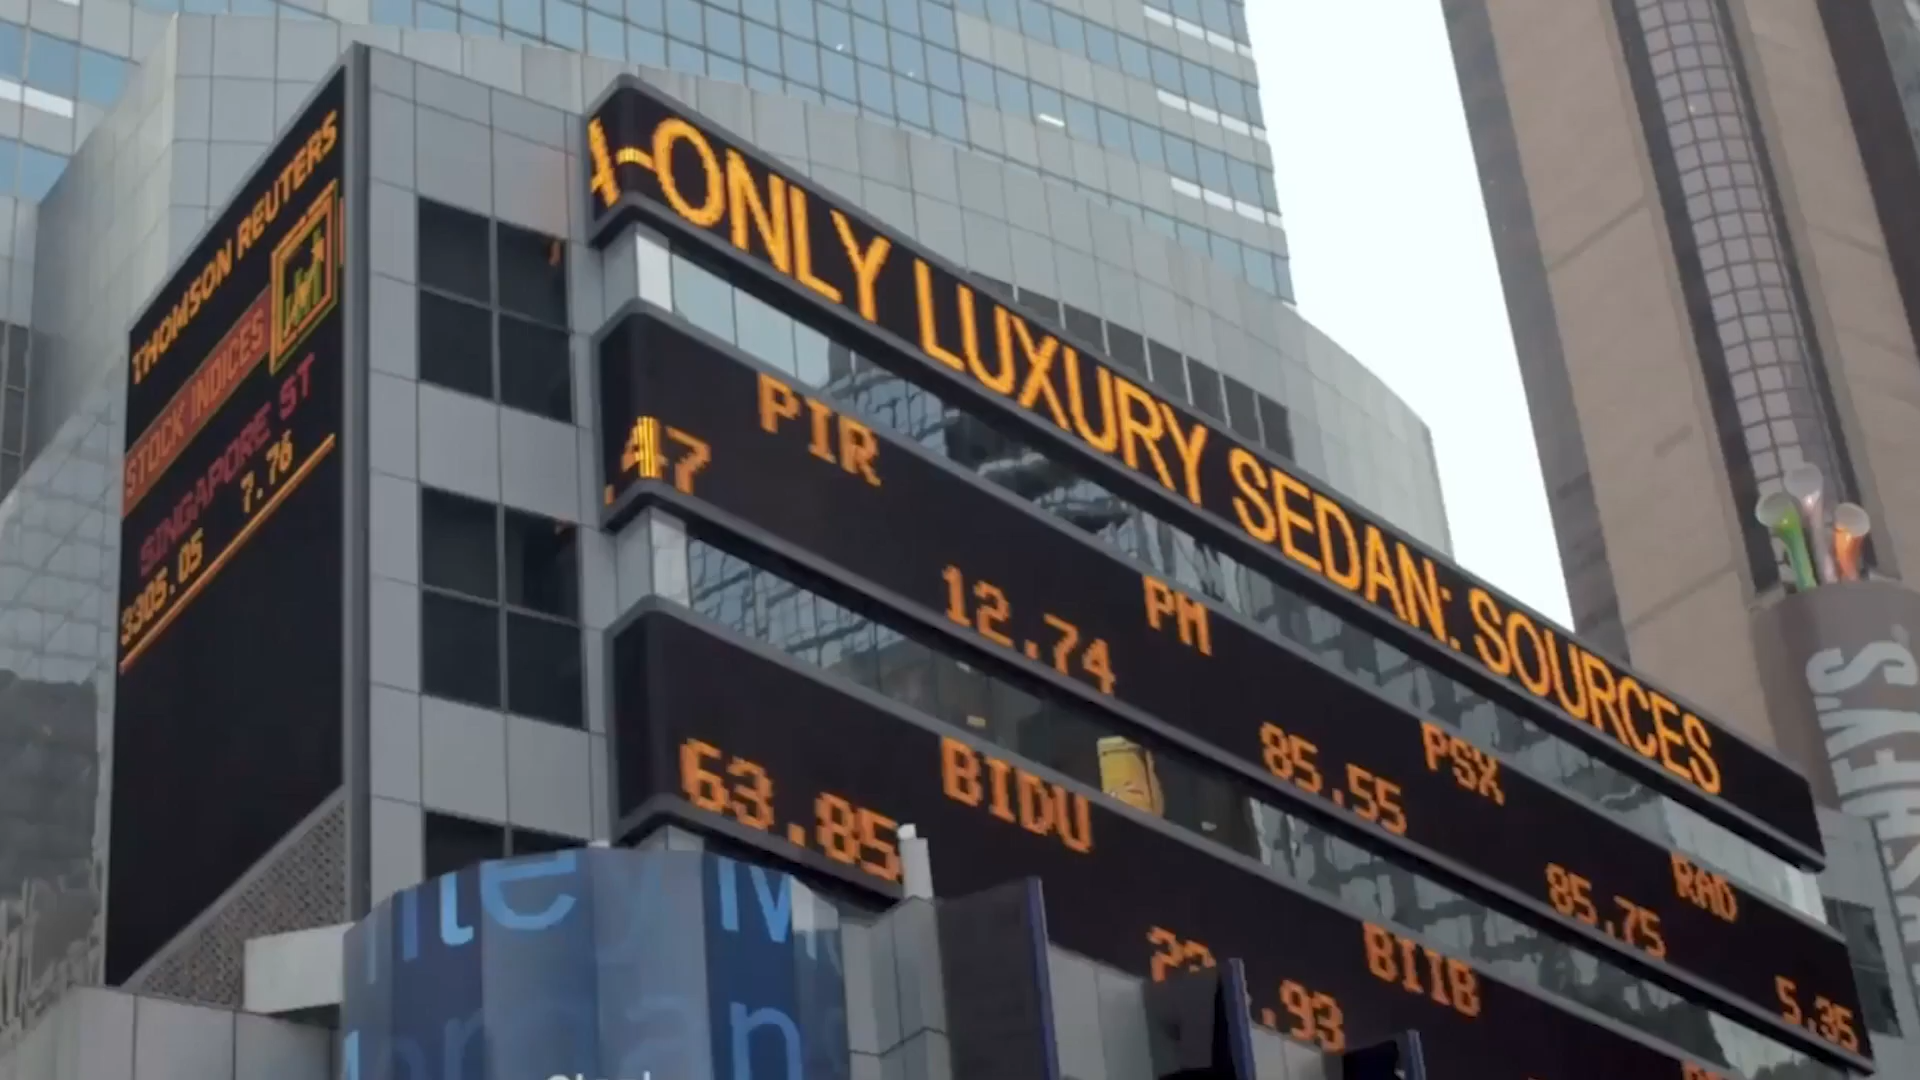 THOMSON REUTERS
STOCK INDICES
SINGAPORE ST
3305.05 7.76
-ONLY LUXURY SEDAN: SOURCES
.47 PIR 12.74 PM 85.55 PSX 85.75 RAD 5.35
63.85 BIDU .93 BIIB